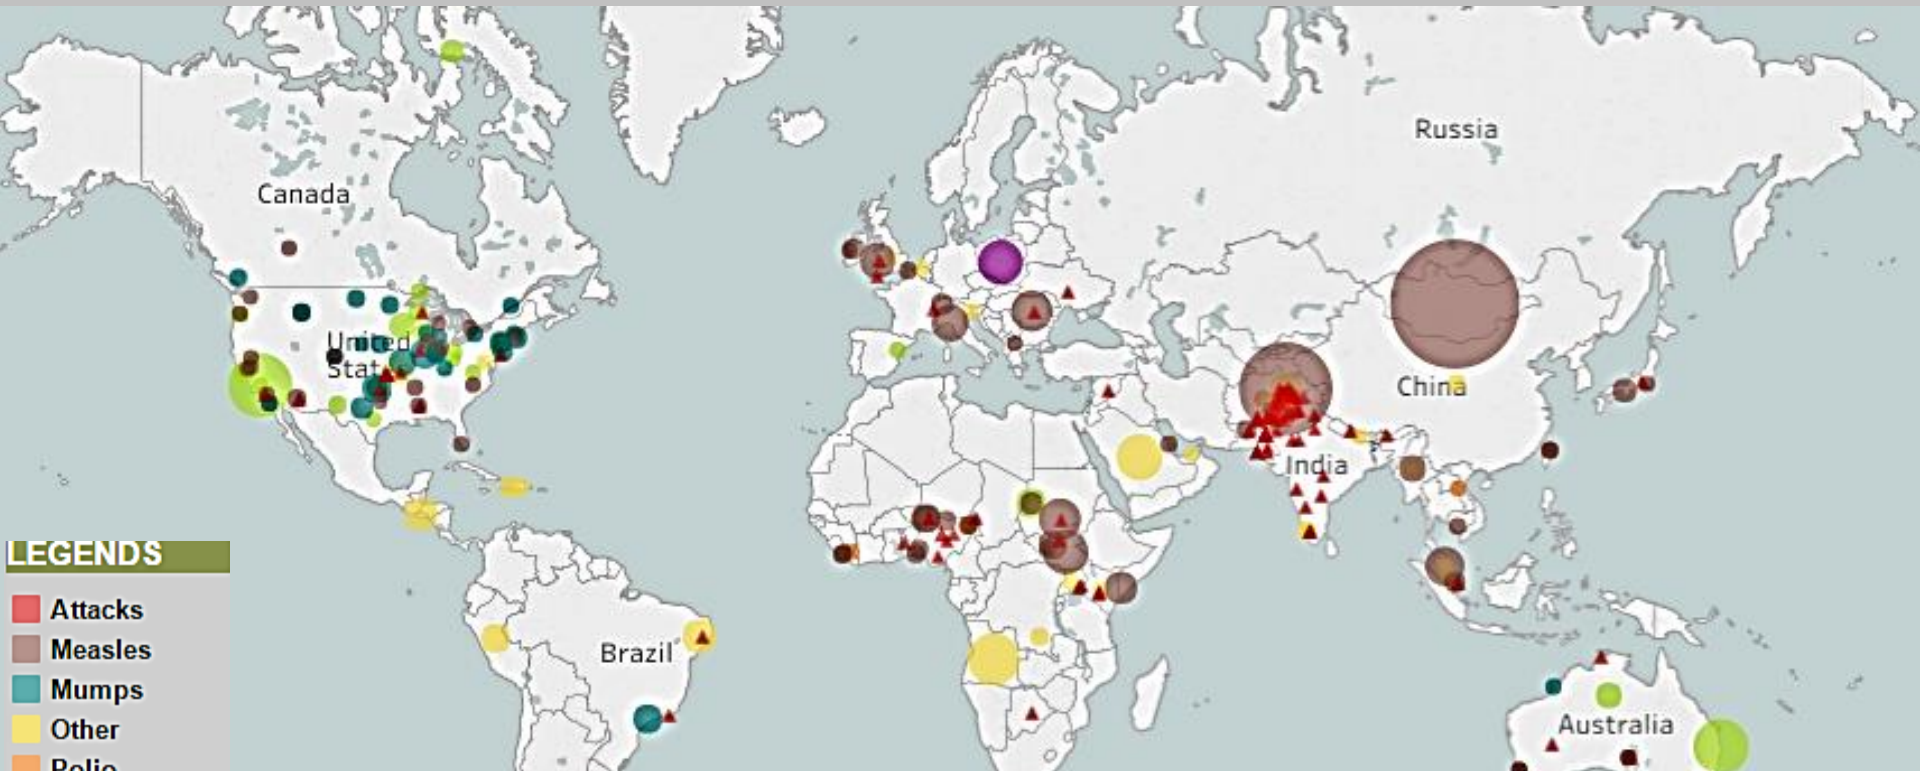 Russia
Canada
United
Stat
China
India
LEGENDS
Attacks
Measles
Brazil
Mumps
Australia
Other
Polio